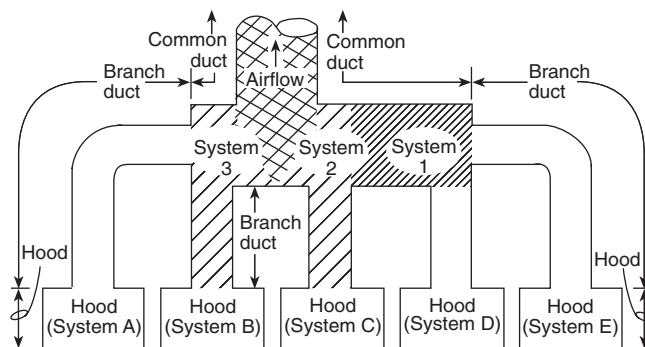 Common
duct
Common
duct
Branch
duct
Airflow
Branch
duct
System
3
System
2
System
1
Branch
duct
Hood
Hood
Hood
(System A)
Hood
(System B)
Hood
(System C)
Hood
(System D)
Hood
(System E)